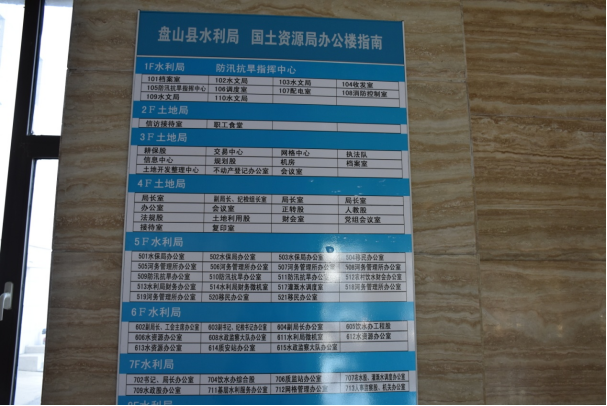 盘山县水利局 国土资源局办公楼指南
1F水利局 防汛抗旱指挥中心
101档案室 102水文局 103水文局 104收发室
105防汛抗旱指挥中心 106调度室 107配电室 108消防控制室
109水文局 110水文局
2F土地局
信访接待室 职工食堂
3F土地局
耕保股 交易中心 网格中心 执法队
信息中心 规划股 机房 档案室
土地开发整理中心 不动产登记办公室 会议室
4F土地局
局长室 副局长、纪检组长室 局长室 局长室
办公室 会议室 正转股 人教股
法规股 土地利用股 财会室 党组会议室
接待室 复印室
5F水利局
501水保局办公室 502水保局办公室 503水保局办公室 504移民办公室
505河务管理所办公室 506河务管理所办公室 507河务管理所办公室 508河务管理所办公室
509防汛抗旱办公室 510防汛抗旱办公室 511防汛抗旱办公室 512农村饮水财会办公室
513水利局财务办公室 514水利局财务微机室 517灌溉水调度室 518河务管理所办公室
519河务管理所办公室 520移民办公室 521移民办公室
6F水利局
602副局长、工会主席办公室 603副书记、纪检书记办公室 604副局长办公室 605饮水办工程股
606水资源办公室 608水政监察大队办公室 611水利局微机室 612水资源办公室
613水资源办公室 614质安站办公室 615水政监察大队办公室
7F水利局
702书记、局长办公室 704饮水办综合股 706质监站办公室
708水政股办公室 711基层水利服务办公室 712网格管理办公室